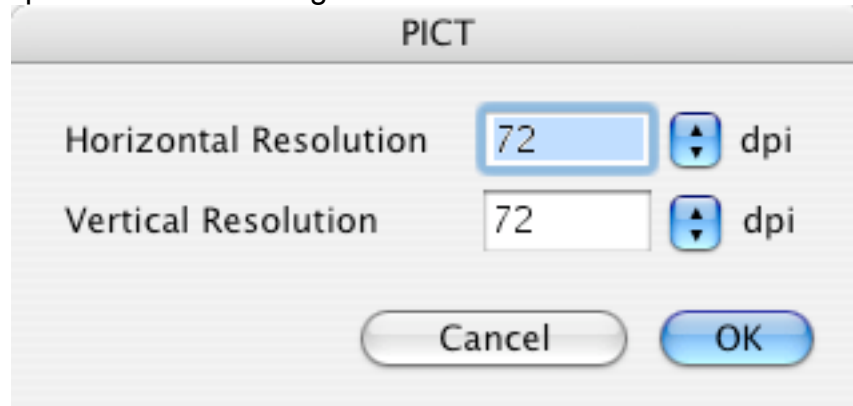 PICT
Horizontal Resolution 72 dpi
Vertical Resolution 72 dpi
Cancel OK